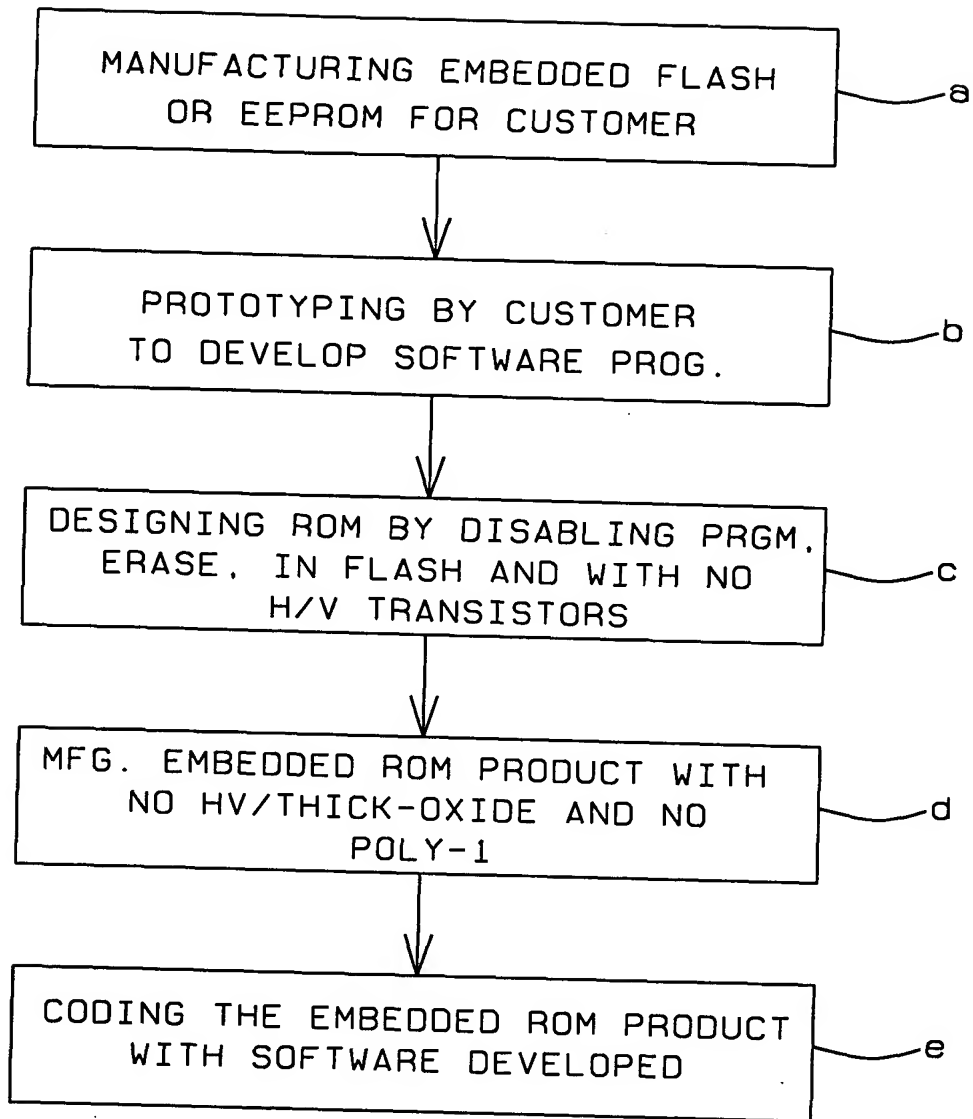 MANUFACTURING EMBEDDED FLASH
OR EEPROM FOR CUSTOMER
a
PROTOTYPING BY CUSTOMER
TO DEVELOP SOFTWARE PROG.
b
DESIGNING ROM BY DISABLING PRGM.
ERASE. IN FLASH AND WITH NO
H/V TRANSISTORS
c
MFG. EMBEDDED ROM PRODUCT WITH
NO HV/THICK-OXIDE AND NO
POLY-1
d
CODING THE EMBEDDED ROM PRODUCT
WITH SOFTWARE DEVELOPED
e